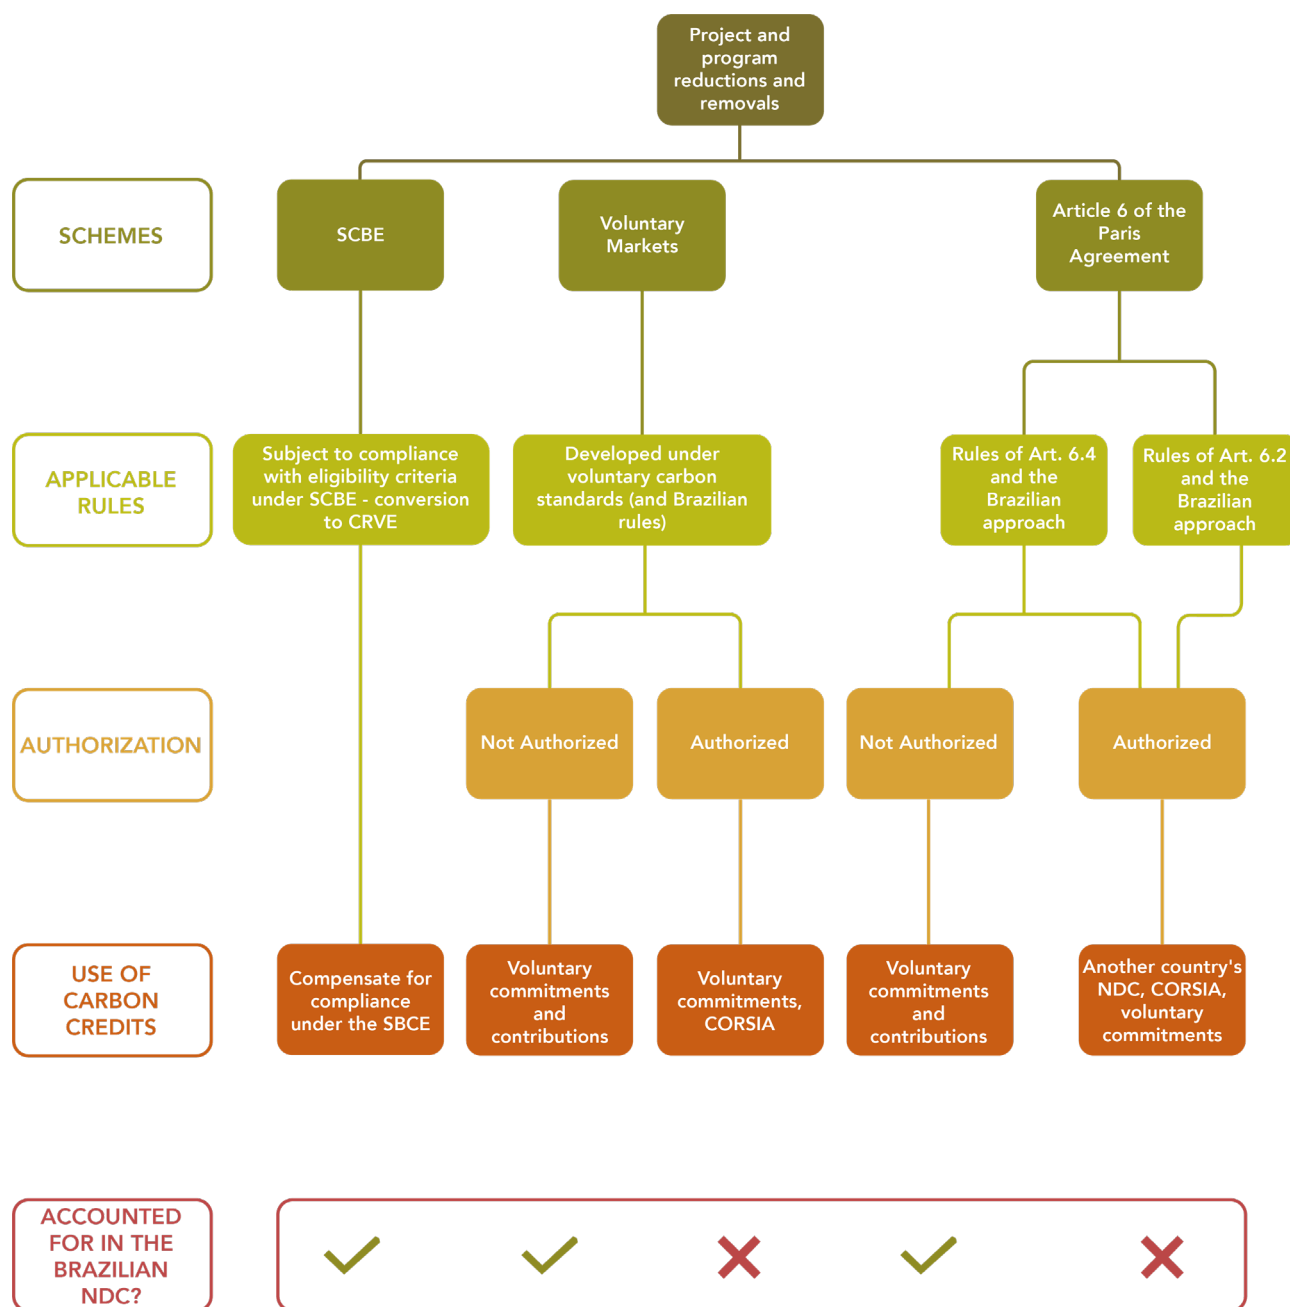 Project and
program
reductions and
removals
SCHEMES
SCBE
Voluntary
Markets
Article 6 of the
Paris
Agreement
APPLICABLE
RULES
Subject to compliance
with eligibility criteria
under SCBE - conversion
to CRVE
Developed under
voluntary carbon
standards (and Brazilian
rules)
Rules of Art. 6.4
and the
Brazilian
approach
Rules of Art. 6.2
and the
Brazilian
approach
AUTHORIZATION
Not Authorized
Authorized
Not Authorized
Authorized
USE OF
CARBON
CREDITS
Compensate for
compliance
under the SBCE
Voluntary
commitments
and
contributions
Voluntary
commitments,
CORSIA
Voluntary
commitments
and
contributions
Another country's
NDC, CORSIA,
voluntary
commitments
ACCOUNTED
FOR IN THE
BRAZILIAN
NDC?